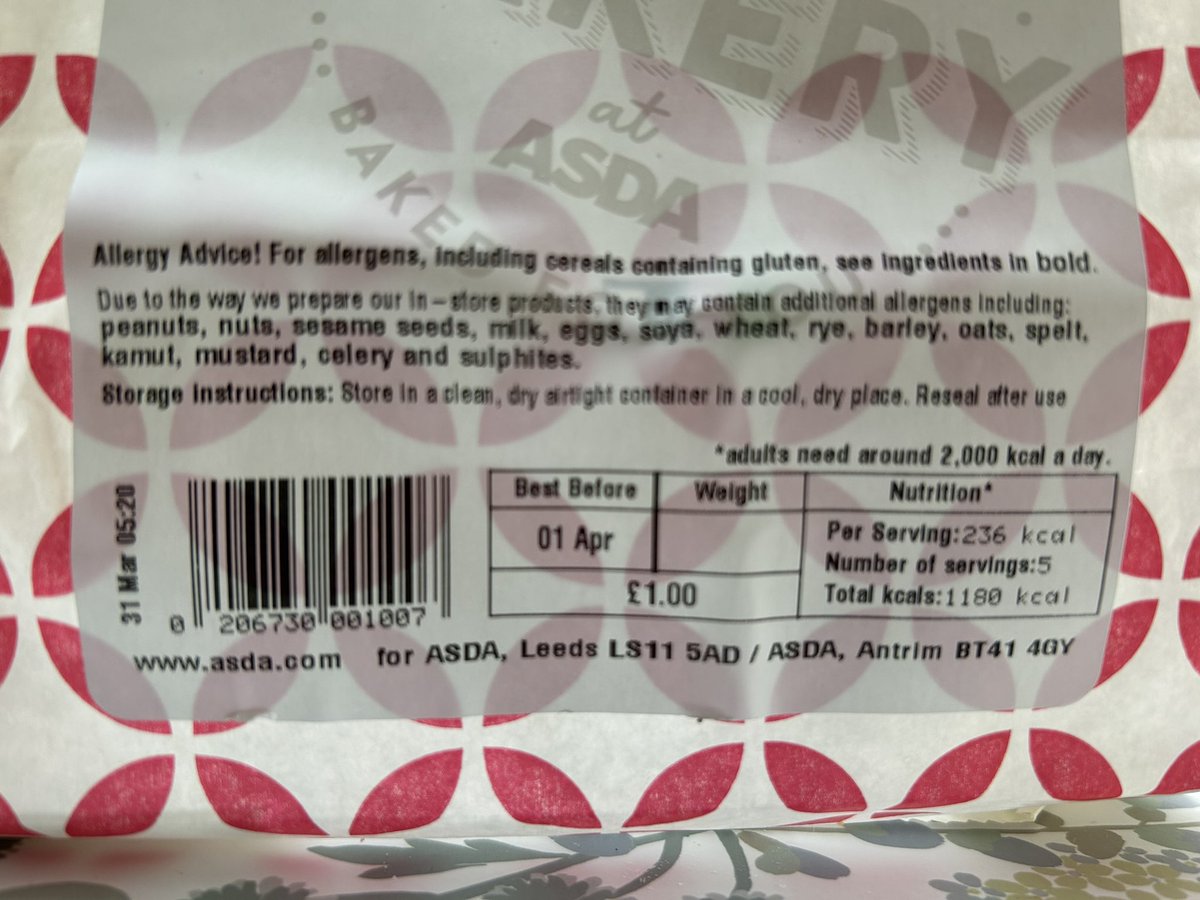 BAKERY
at
ASDA
BAKERE
Allergy Advice! For allergens, including cereals containing gluten, see ingredients in bold.
Due to the way we prepare our in-store products, they may contain additional allergens including:
peanuts, nuts, sesame seeds, milk, eggs, soya, wheat, rye, barley, oats, spelt,
kamut, mustard, celery and sulphites.
Storage Instructions: Store in a clean, dry airtight container in a cool, dry place. Reseal after use
*adults need around 2,000 kcal a day.
31 Mar 05:20
Best Before Weight Nutrition*
01 Apr
Per Serving:236 kcal
Number of servings:5
£1.00
Total kcals:1180 kcal
0 206730 001007
www.asda.com for ASDA, Leeds LS11 5AD / ASDA, Antrim BT41 4GY